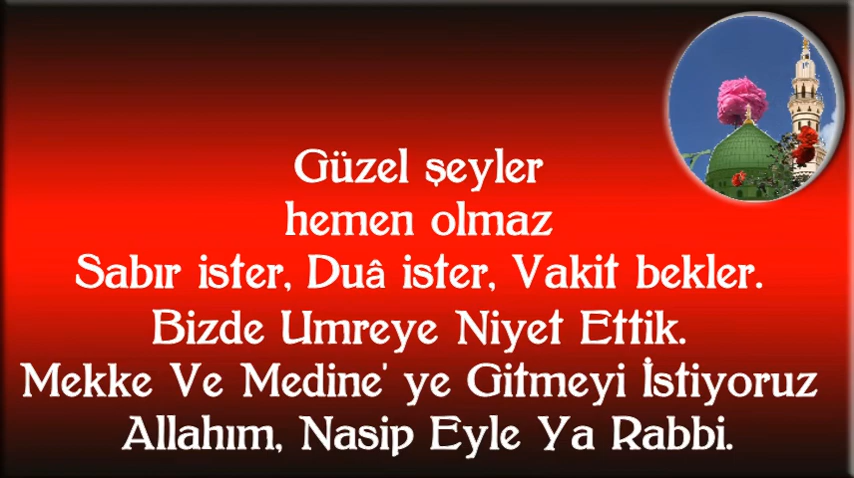 Güzel şeyler
hemen olmaz
Sabır ister, Duâ ister, Vakit bekler.
Bizde Umreye Niyet Ettik.
Mekke Ve Medine' ye Gitmeyi İstiyoruz
Allahım, Nasip Eyle Ya Rabbi.